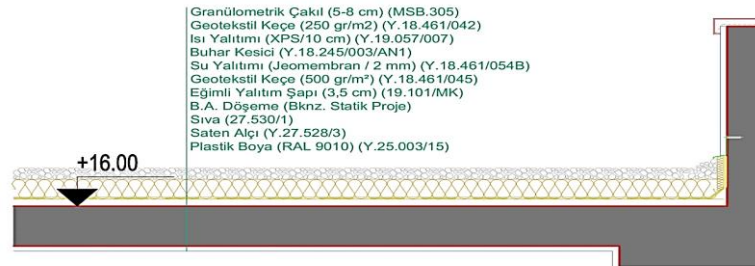 Granülometrik Çakıl (5-8 cm) (MSB.305)
Geotekstil Keçe (250 gr/m2) (Y.18.461/042)
Isı Yalıtımı (XPS/10 cm) (Y.19.057/007)
Buhar Kesici (Y.18.245/003/AN1)
Su Yalıtımı (Jeomembran / 2 mm) (Y.18.461/054B)
Geotekstil Keçe (500 gr/m²) (Y.18.461/045)
Eğimli Yalıtım Şapı (3,5 cm) (19.101/MK)
B.A. Döşeme (Bknz. Statik Proje)
Sıva (27.530/1)
Saten Alçı (Y.27.528/3)
Plastik Boya (RAL 9010) (Y.25.003/15)
+16.00